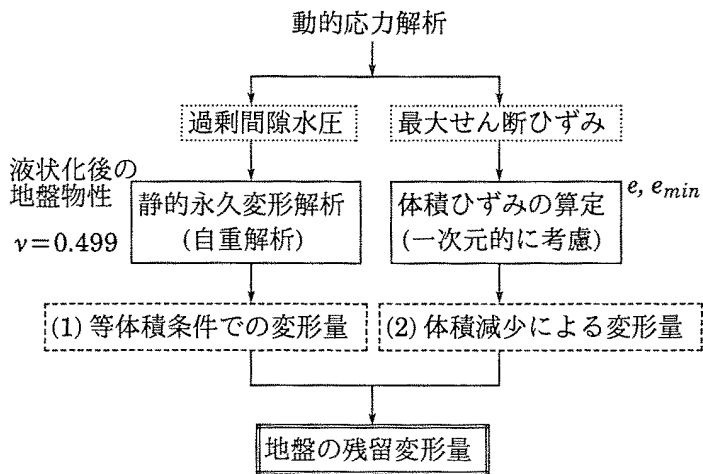 動的応力解析
過剰間隙水圧
最大せん断ひずみ
液状化後の
地盤物性
ν=0.499
静的永久変形解析
(自重解析)
体積ひずみの算定
(一次元的に考慮)
e, emin
(1) 等体積条件での変形量
(2) 体積減少による変形量
地盤の残留変形量